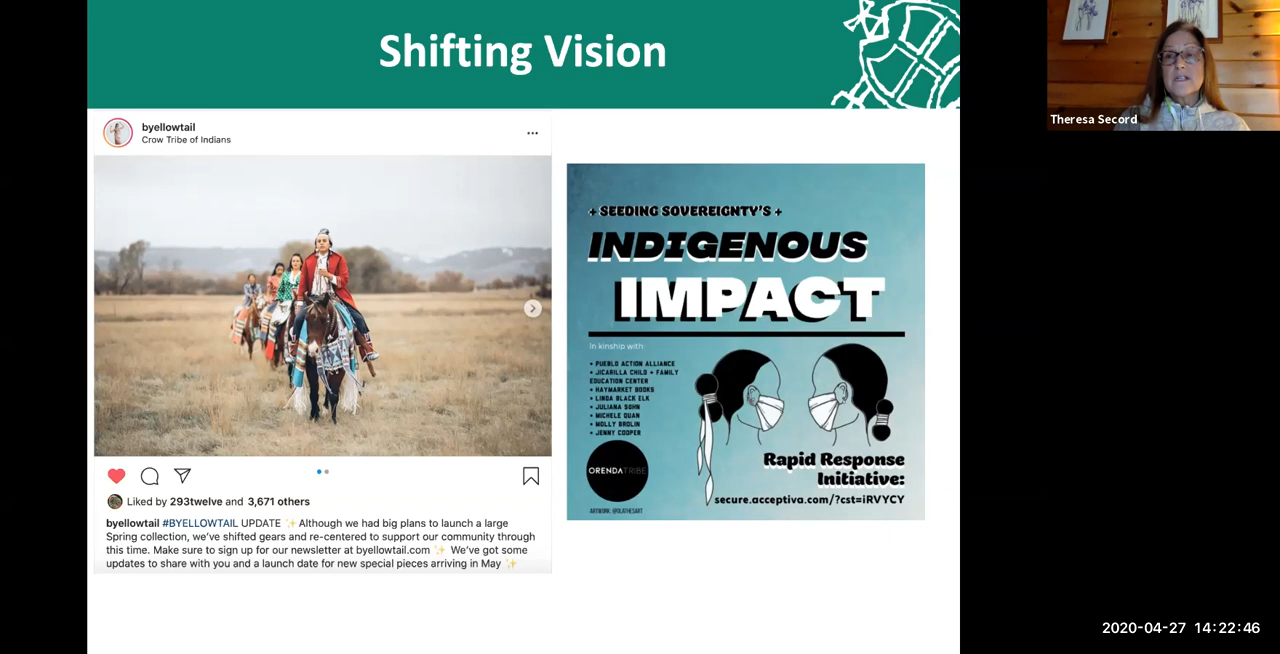 Shifting Vision
byellowtail
Crow Tribe of Indians
Liked by 293twelve and 3,671 others
byellowtail #BYELLOWTAIL UPDATE ✨ Although we had big plans to launch a large
Spring collection, we've shifted gears and re-centered to support our community through
this time. Make sure to sign up for our newsletter at byellowtail.com ✨ We've got some
updates to share with you and a launch date for new special pieces arriving in May ✨
+ SEEDING SOVEREIGNTY'S +
INDIGENOUS
IMPACT
In kinship with:
• PUEBLO ACTION ALLIANCE
• JICARILLA CHILD + FAMILY
EDUCATION CENTER
• HAYMARKET BOOKS
• LINDA BLACK ELK
• JULIANA SOHN
• MICHELE QUAN
• MOLLY BROLIN
• JENNY COOPER
ORENDATRIBE
Rapid Response
Initiative:
secure.acceptiva.com/?cst=iRVYCY
ARTWORK: @OLATHESART
Theresa Secord
2020-04-27 14:22:46